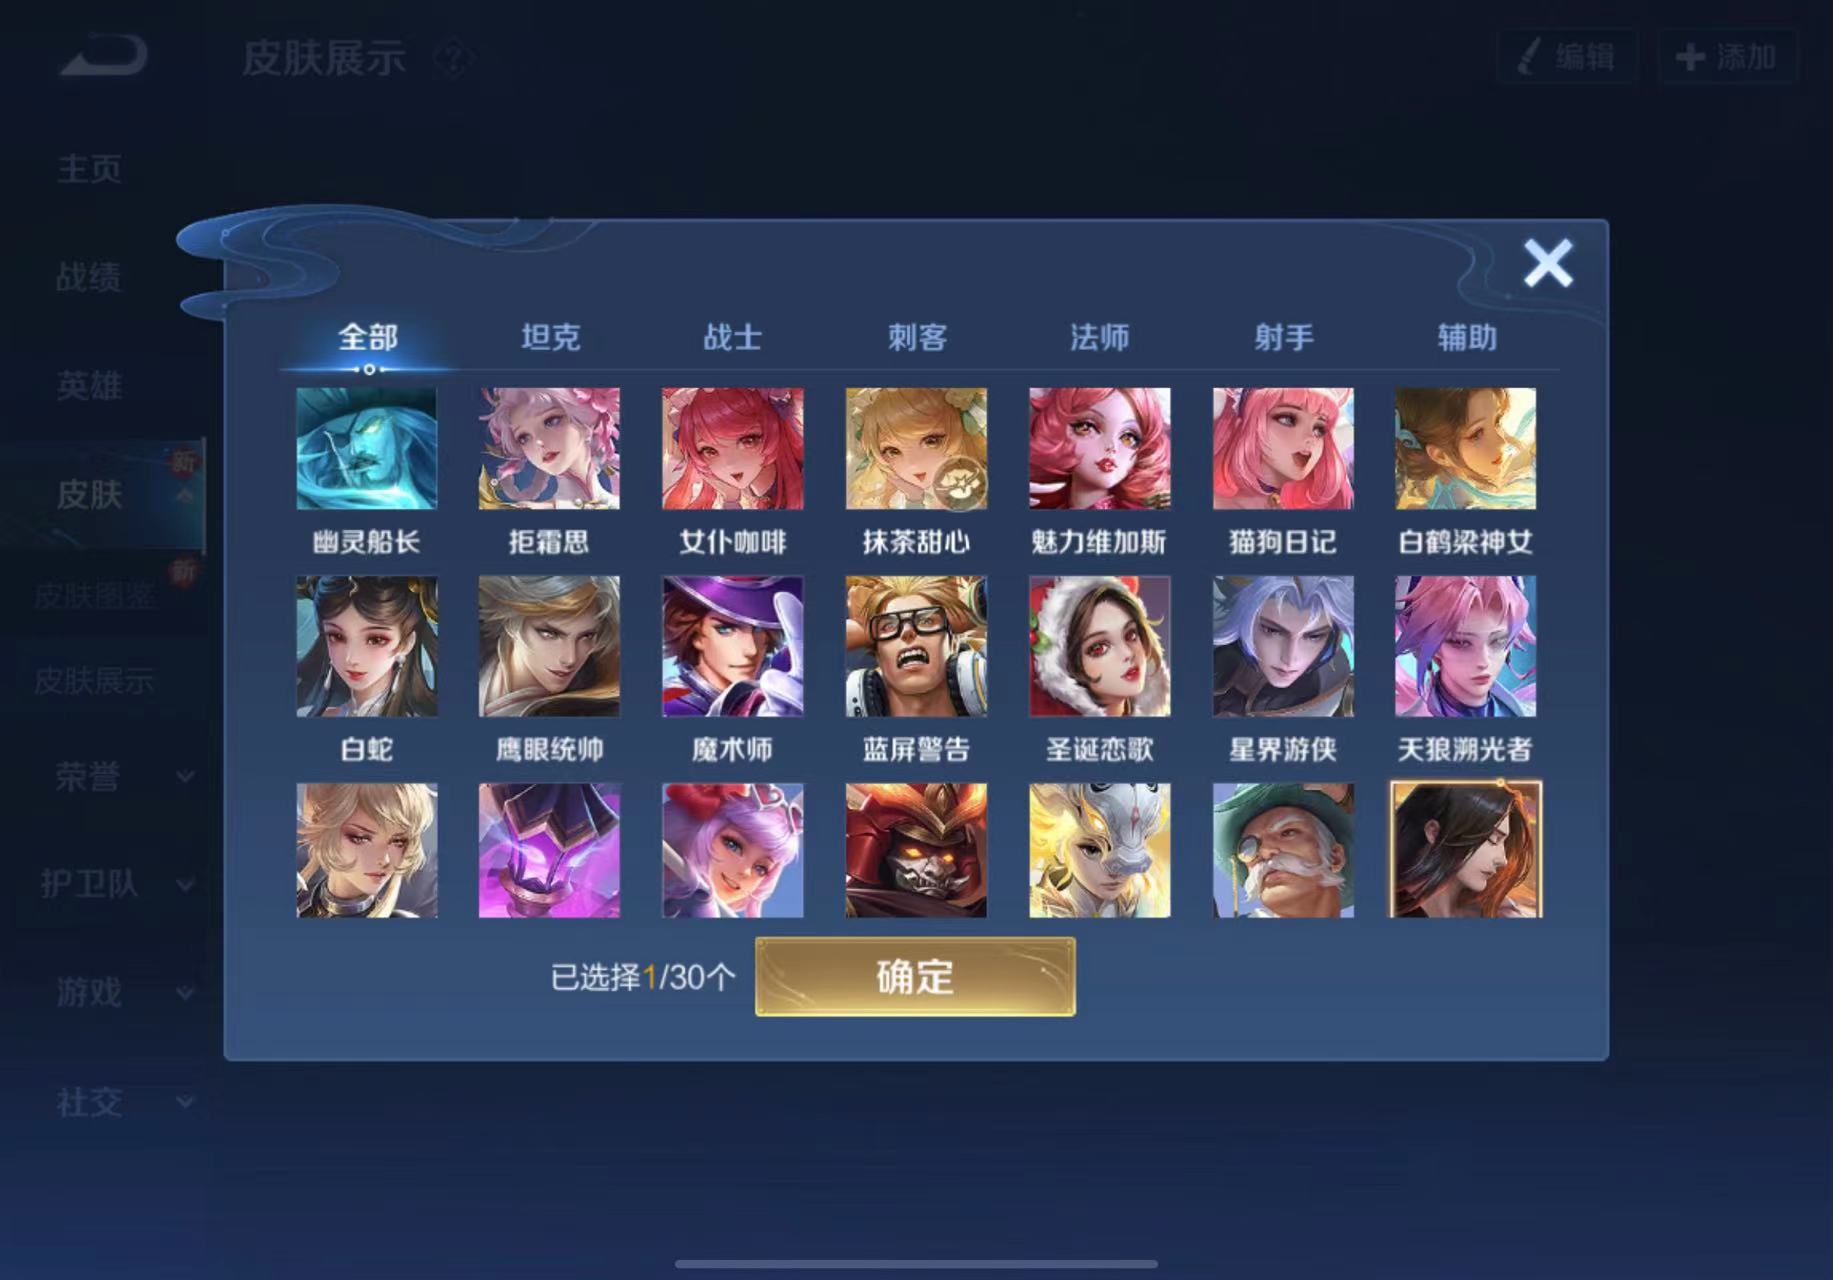 皮肤展示 ?
编辑
添加
主页
战绩
英雄
皮肤
新
皮肤图鉴
新
皮肤展示
荣誉
护卫队
游戏
社交
全部 坦克 战士 刺客 法师 射手 辅助
幽灵船长 拒霜思 女仆咖啡 抹茶甜心 魅力维加斯 猫狗日记 白鹤梁神女
白蛇 鹰眼统帅 魔术师 蓝屏警告 圣诞恋歌 星界游侠 天狼溯光者
已选择1/30个
确定